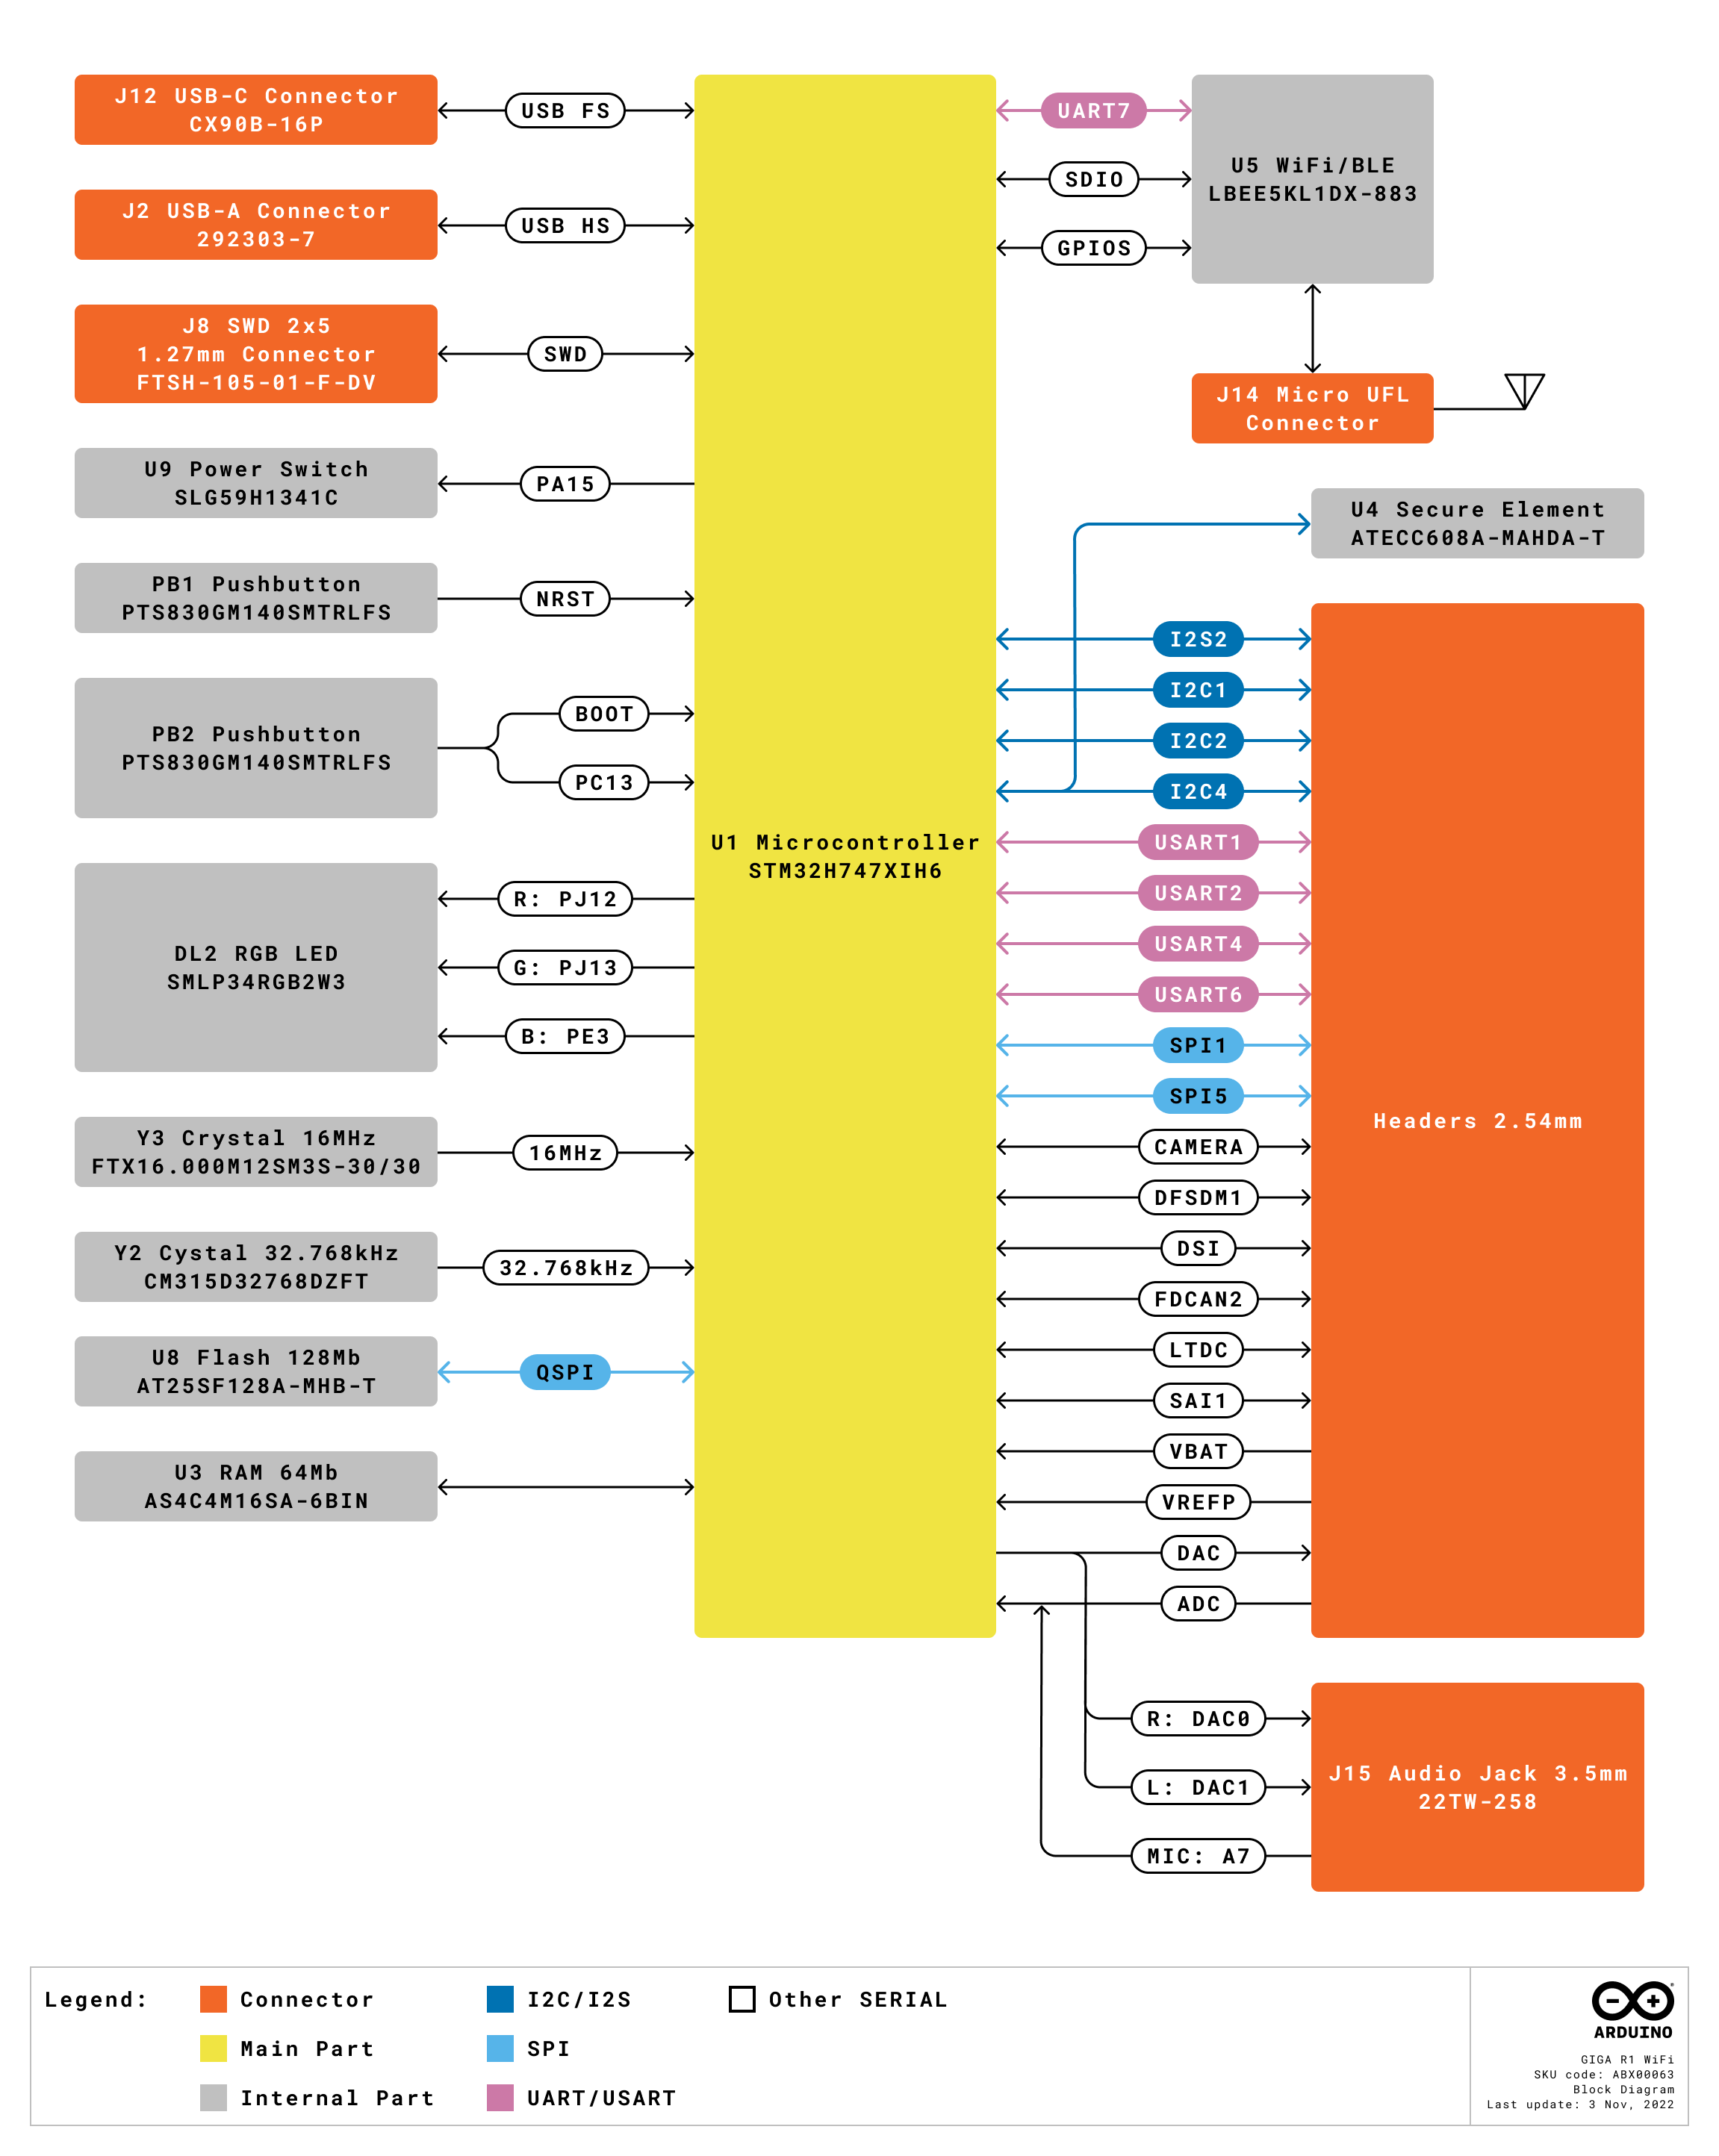 J12 USB-C Connector
CX90B-16P
USB FS
J2 USB-A Connector
292303-7
USB HS
J8 SWD 2x5
1.27mm Connector
FTSH-105-01-F-DV
SWD
U9 Power Switch
SLG59H1341C
PA15
PB1 Pushbutton
PTS830GM140SMTRLFS
NRST
PB2 Pushbutton
PTS830GM140SMTRLFS
BOOT
PC13
DL2 RGB LED
SMLP34RGB2W3
R: PJ12
G: PJ13
B: PE3
Y3 Crystal 16MHz
FTX16.000M12SM3S-30/30
16MHz
Y2 Cystal 32.768kHz
CM315D32768DZFT
32.768kHz
U8 Flash 128Mb
AT25SF128A-MHB-T
QSPI
U3 RAM 64Mb
AS4C4M16SA-6BIN
U1 Microcontroller
STM32H747XIH6
UART7
SDIO
GPIOS
U5 WiFi/BLE
LBEE5KL1DX-883
J14 Micro UFL
Connector
U4 Secure Element
ATECC608A-MAHDA-T
I2S2
I2C1
I2C2
I2C4
USART1
USART2
USART4
USART6
SPI1
SPI5
CAMERA
DFSDM1
DSI
FDCAN2
LTDC
SAI1
VBAT
VREFP
DAC
ADC
Headers 2.54mm
R: DAC0
L: DAC1
MIC: A7
J15 Audio Jack 3.5mm
22TW-258
Legend:
Connector
Main Part
Internal Part
I2C/I2S
SPI
UART/USART
Other SERIAL
ARDUINO
GIGA R1 WiFi
SKU code: ABX00063
Block Diagram
Last update: 3 Nov, 2022